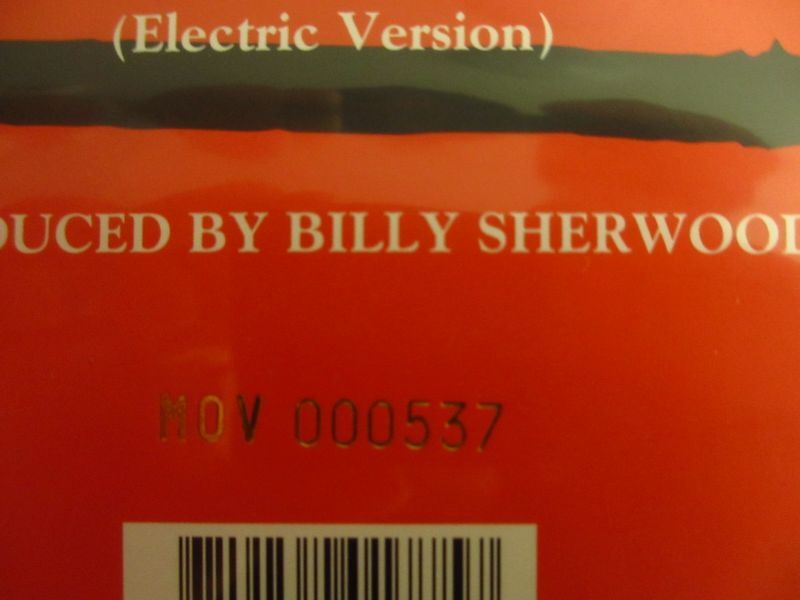 (Electric Version)
DUCED BY BILLY SHERWOOD
MOV 000537